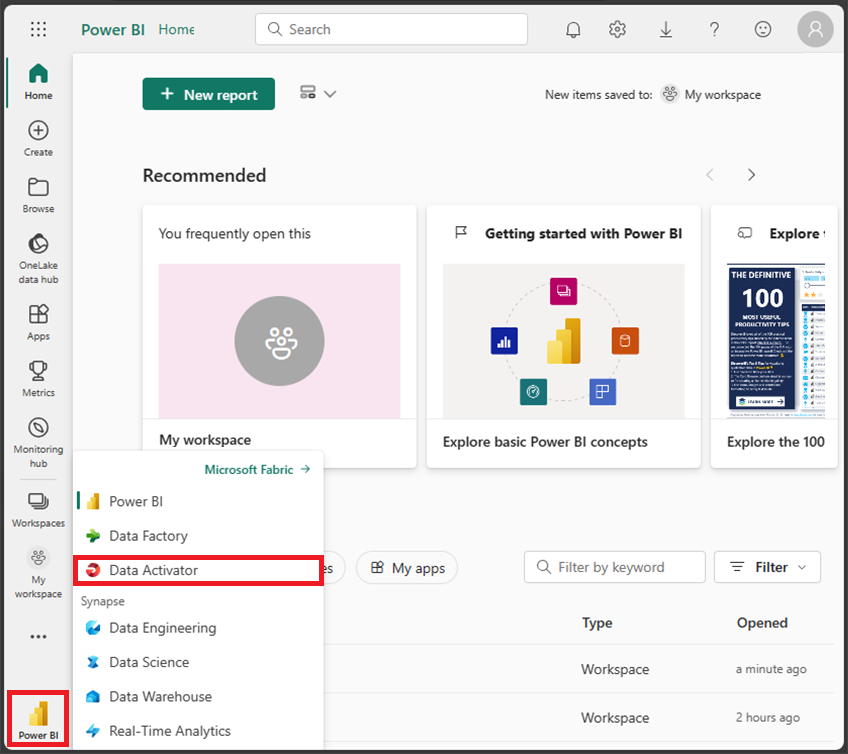 Power BI Home
Search
Home
Create
Browse
OneLake
data hub
Apps
Metrics
Monitoring
hub
Workspaces
My
workspace
Power BI
New report
New items saved to: My workspace
Recommended
You frequently open this
My workspace
Getting started with Power BI
Explore basic Power BI concepts
Explore
THE DEFINITIVE
100
MOST USEFUL
PRODUCTIVITY TIPS
LEARN MORE
Explore the 100
Microsoft Fabric
Power BI
Data Factory
Data Activator
Synapse
Data Engineering
Data Science
Data Warehouse
Real-Time Analytics
es
My apps
Filter by keyword
Filter
Type
Opened
Workspace
a minute ago
Workspace
2 hours ago